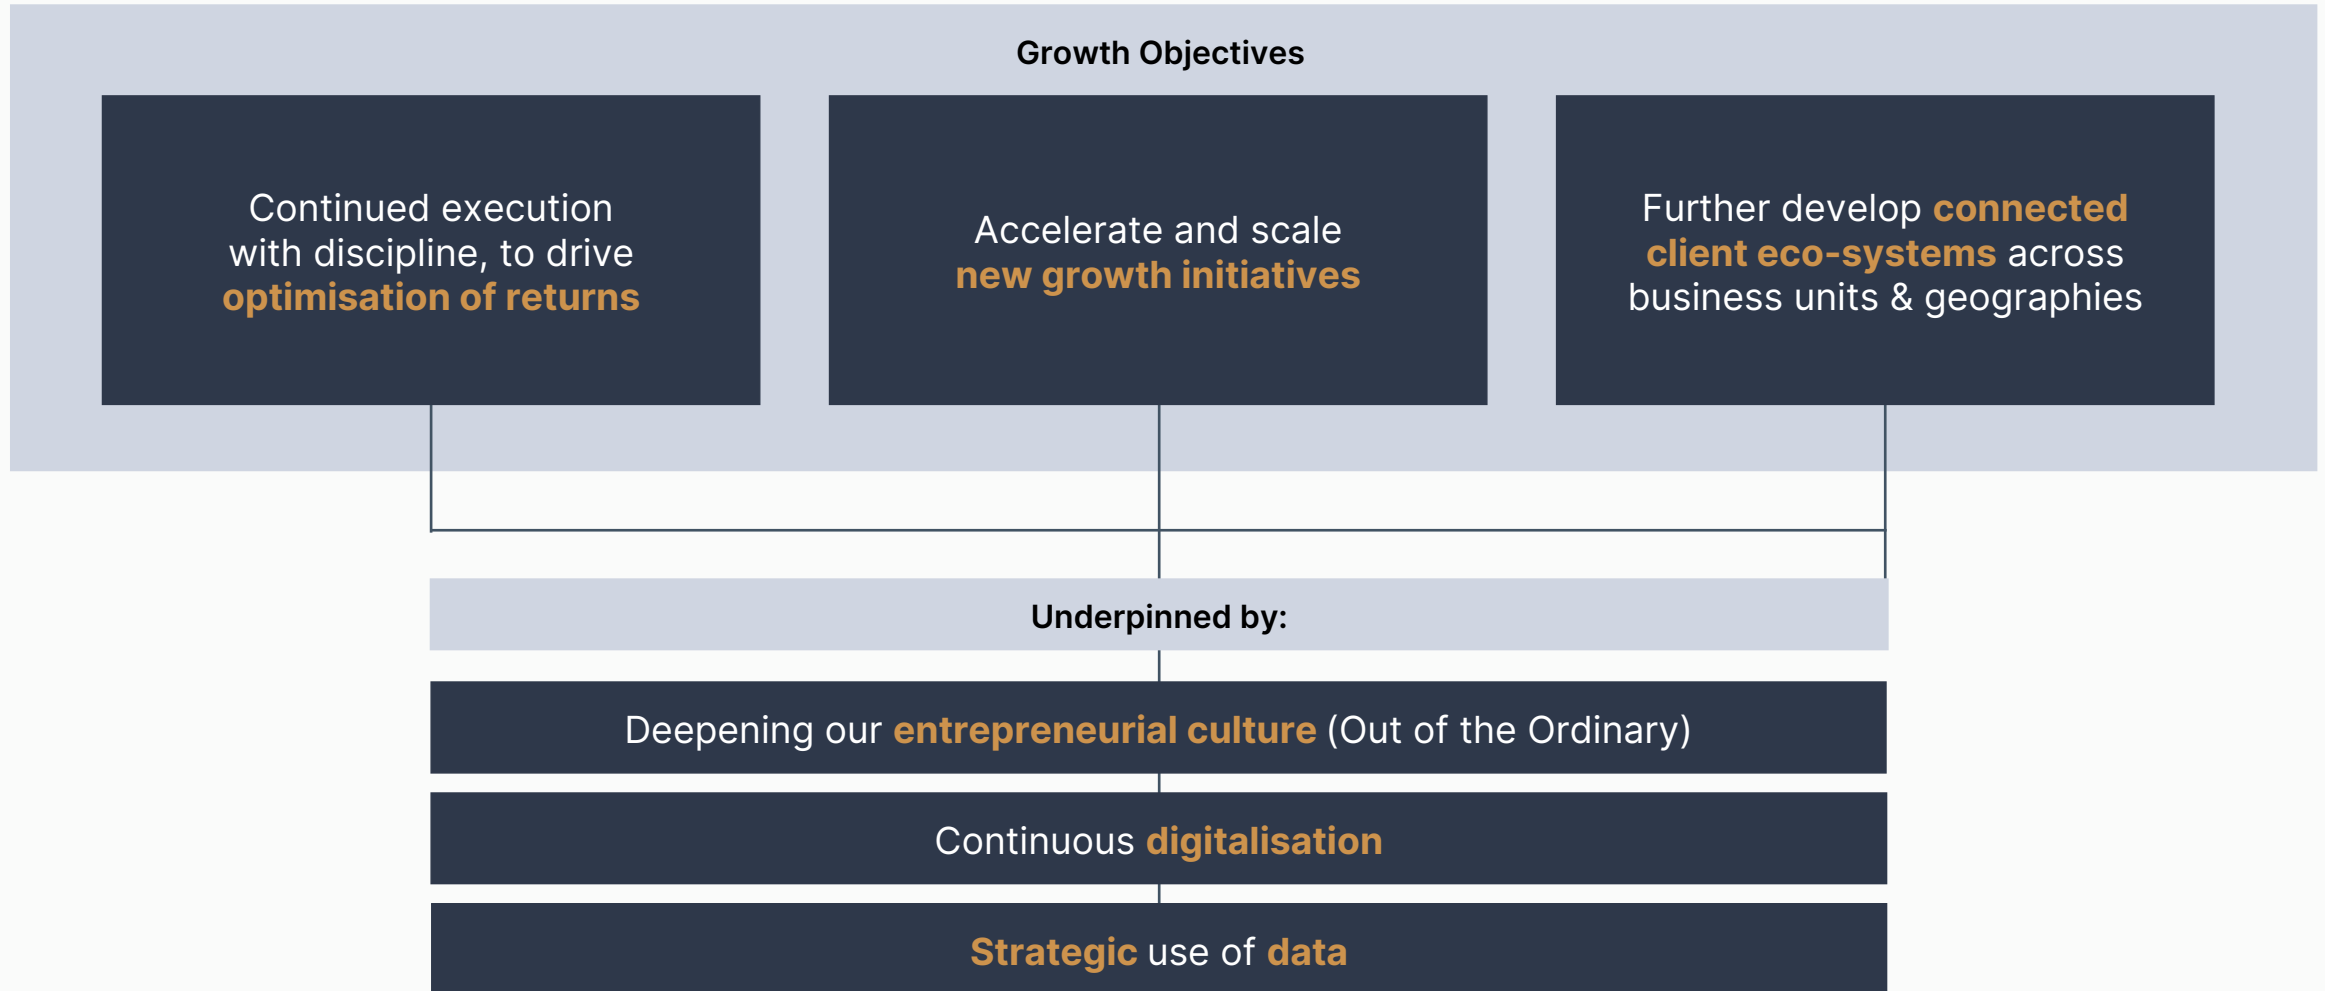 Growth Objectives
Continued execution
with discipline, to drive
optimisation of returns
Accelerate and scale
new growth initiatives
Further develop connected
client eco-systems across
business units & geographies
Underpinned by:
Deepening our entrepreneurial culture (Out of the Ordinary)
Continuous digitalisation
Strategic use of data